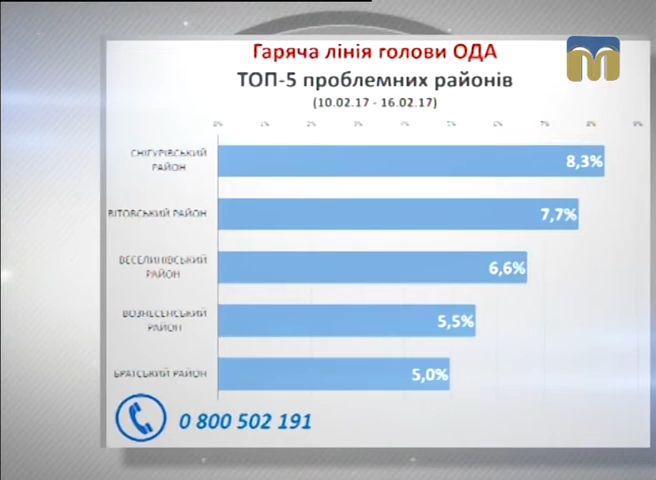 Гаряча лінія голови ОДА
ТОП-5 проблемних районів
(10.02.17 - 16.02.17)
СНІГУРІВСЬКИЙ
РАЙОН
8,3%
ВІТОВСЬКИЙ РАЙОН
7,7%
ВЕСЕЛИНІВСЬКИЙ
РАЙОН
6,6%
ВОЗНЕСЕНСЬКИЙ
РАЙОН
5,5%
БРАТСЬКИЙ РАЙОН
5,0%
0 800 502 191